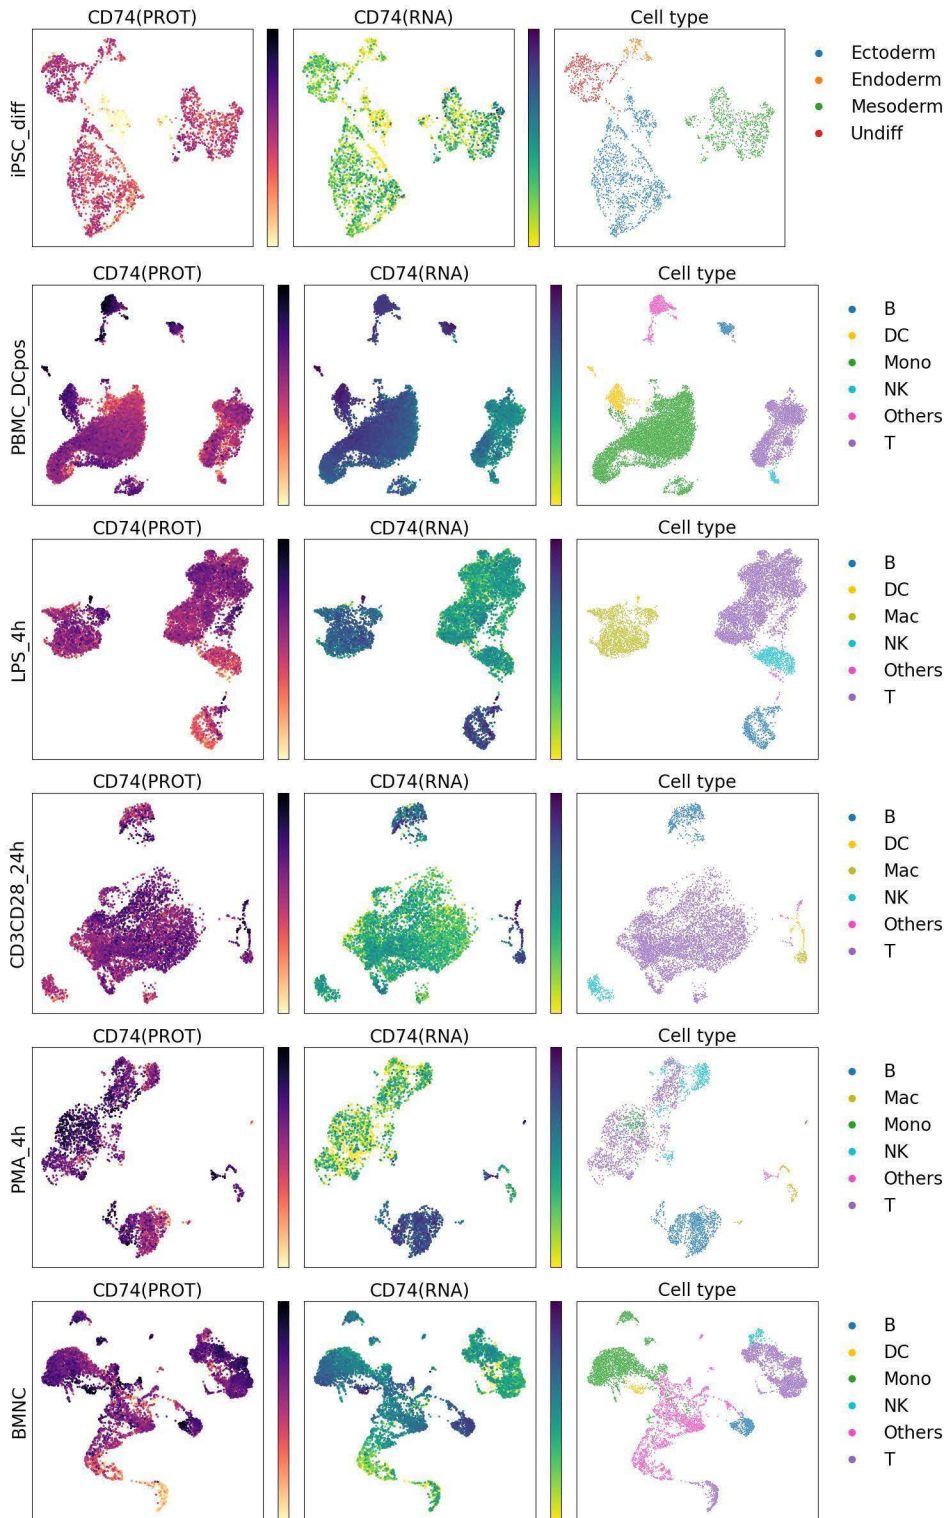 CD74(PROT) CD74(RNA) Cell type
iPSC_diff
Ectoderm
Endoderm
Mesoderm
Undiff
CD74(PROT) CD74(RNA) Cell type
PBMC_DCpos
B
DC
Mono
NK
Others
T
CD74(PROT) CD74(RNA) Cell type
LPS_4h
B
DC
Mac
NK
Others
T
CD74(PROT) CD74(RNA) Cell type
CD3CD28_24h
B
DC
Mac
NK
Others
T
CD74(PROT) CD74(RNA) Cell type
PMA_4h
B
Mac
Mono
NK
Others
T
CD74(PROT) CD74(RNA) Cell type
BMNC
B
DC
Mono
NK
Others
T